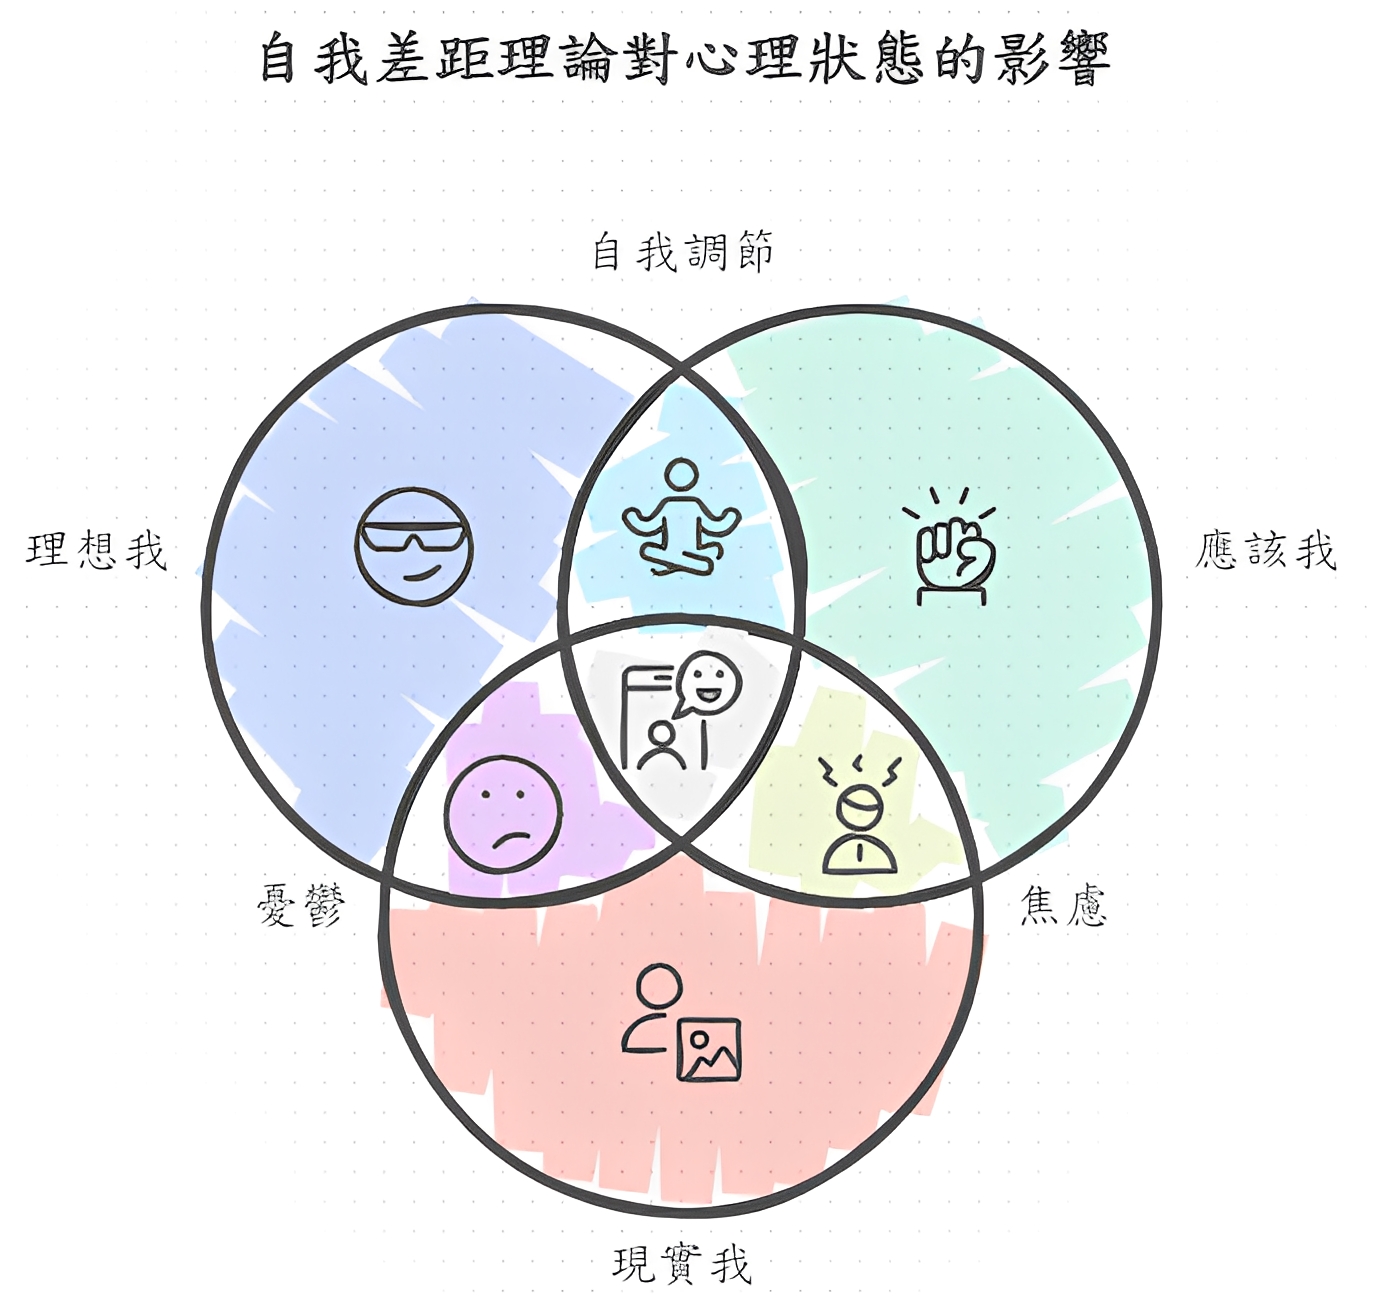 自我差距理論對心理狀態的影響
自我調節
理想我
應該我
憂鬱
焦慮
現實我